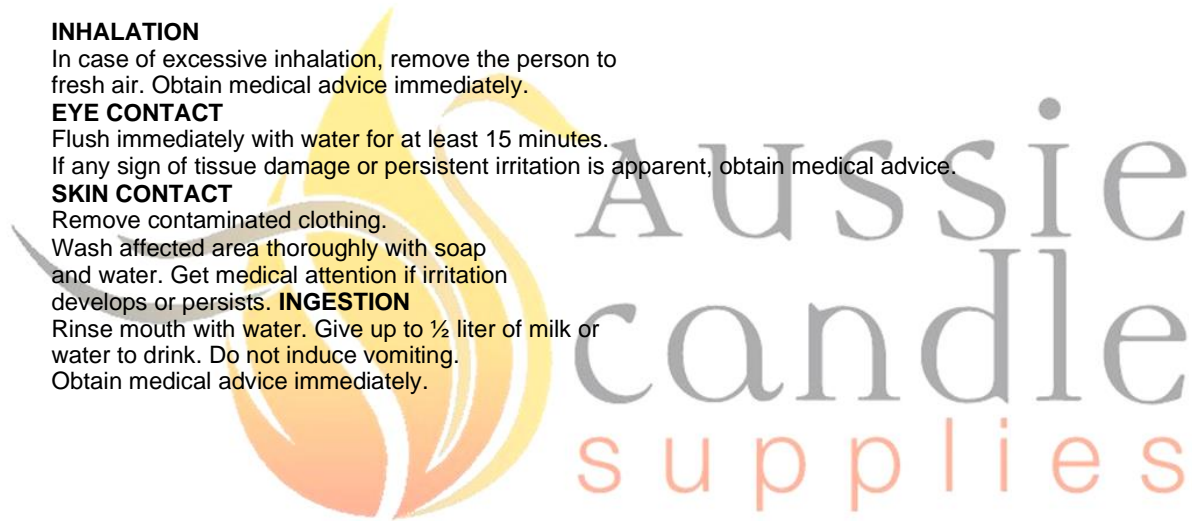 INHALATION
In case of excessive inhalation, remove the person to
fresh air. Obtain medical advice immediately.
EYE CONTACT
Flush immediately with water for at least 15 minutes.
If any sign of tissue damage or persistent irritation is apparent, obtain medical advice.
SKIN CONTACT
Remove contaminated clothing.
Wash affected area thoroughly with soap
and water. Get medical attention if irritation
develops or persists. INGESTION
Rinse mouth with water. Give up to ½ liter of milk or
water to drink. Do not induce vomiting.
Obtain medical advice immediately.
Aussie
candle
supplies